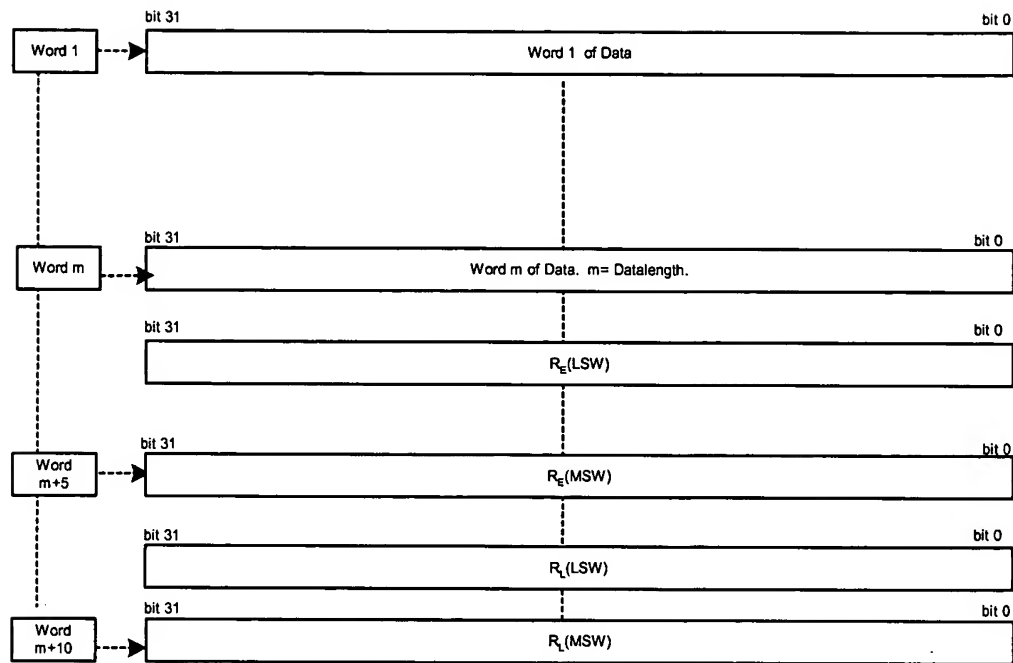 bit 31 bit 0
Word 1 Word 1 of Data
bit 31 bit 0
Word m Word m of Data. m= Datalength.
bit 31 bit 0
R_E(LSW)
bit 31 bit 0
Word
m+5 R_E(MSW)
bit 31 bit 0
R_L(LSW)
bit 31 bit 0
Word
m+10 R_L(MSW)